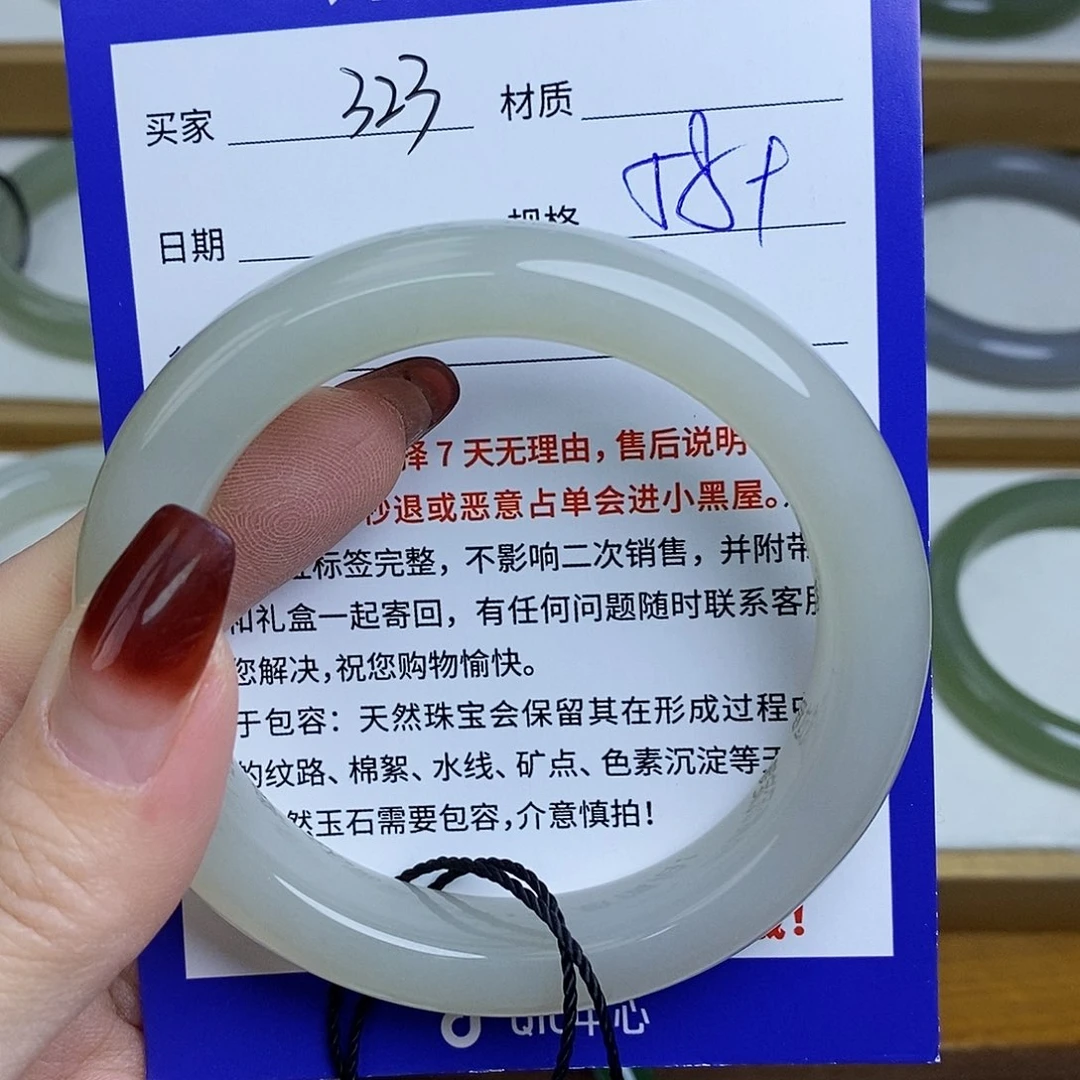 买家 323 材质
日期 规格 58+
择7天无理由，售后说明
秒退或恶意占单会进小黑屋。
标签完整，不影响二次销售，并附带
和礼盒一起寄回，有任何问题随时联系客服
您解决，祝您购物愉快。
于包容：天然珠宝会保留其在形成过程中
的纹路、棉絮、水线、矿点、色素沉淀等天
然玉石需要包容，介意慎拍！
！
QIC中心